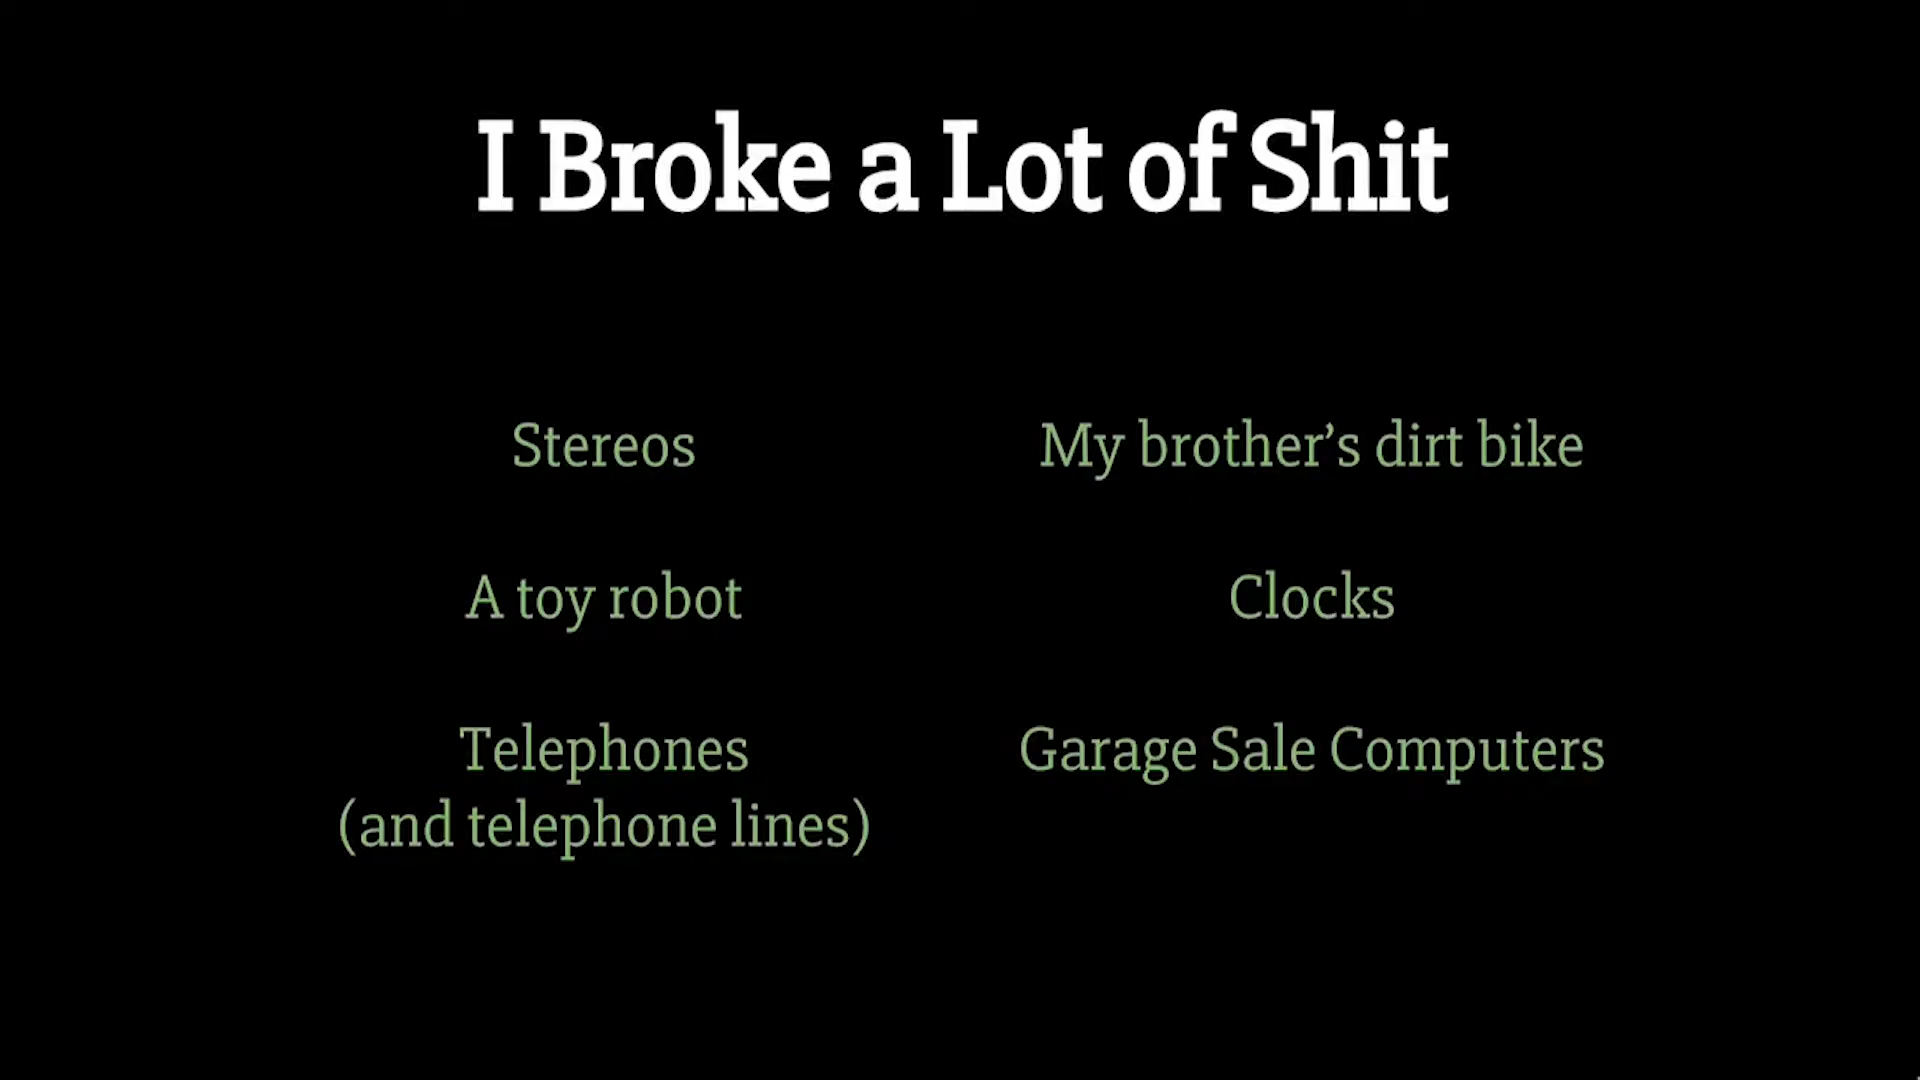 I Broke a Lot of Shit
Stereos
A toy robot
Telephones
(and telephone lines)
My brother’s dirt bike
Clocks
Garage Sale Computers